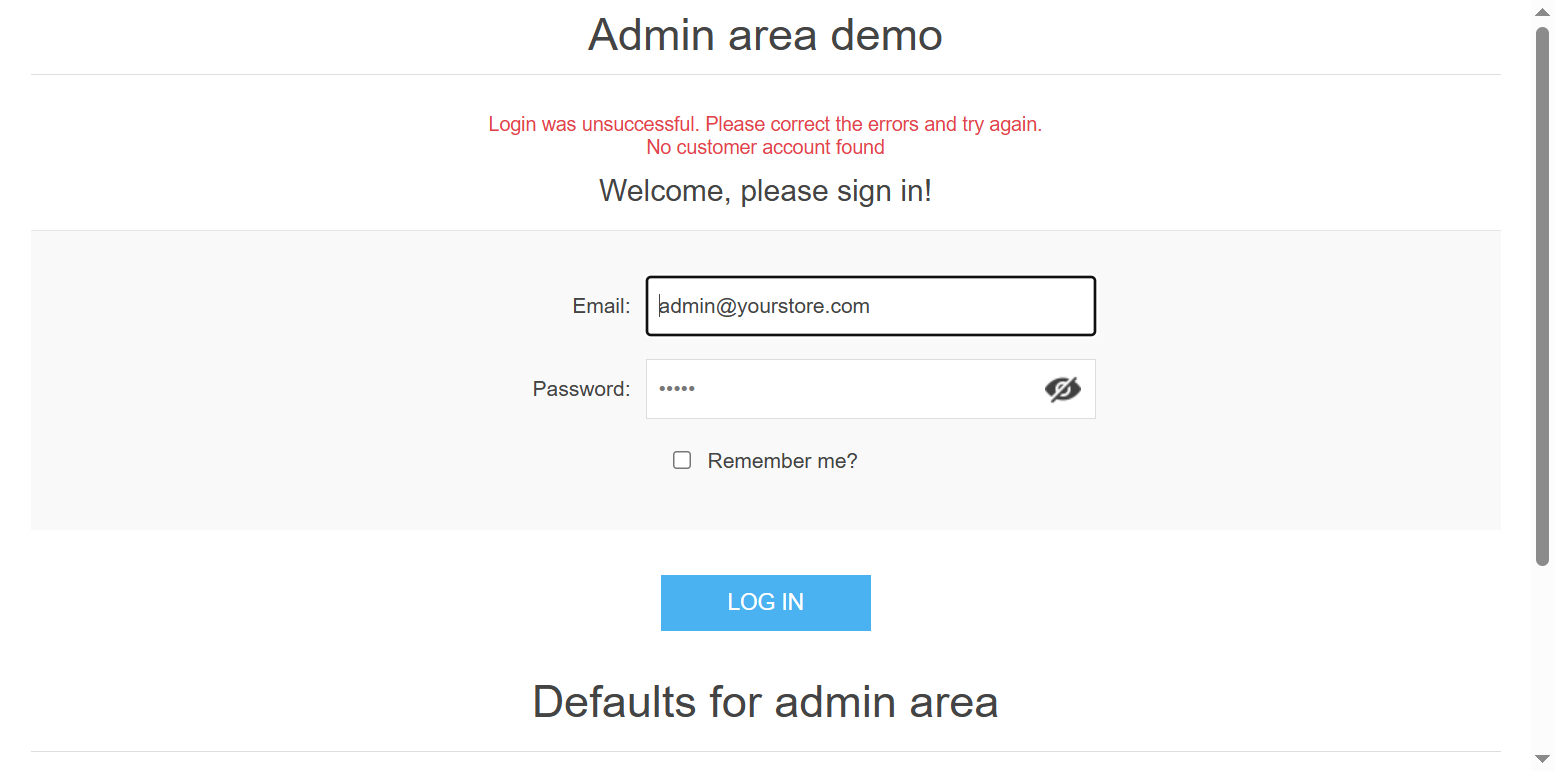 Admin area demo
Login was unsuccessful. Please correct the errors and try again.
No customer account found
Welcome, please sign in!
Email: admin@yourstore.com
Password: •••••
Remember me?
LOG IN
Defaults for admin area